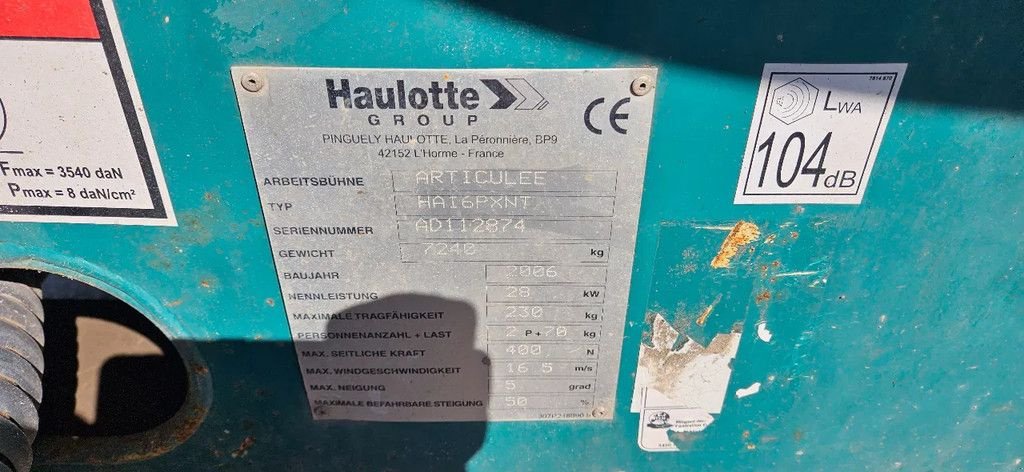 Fmax = 3540 daN
Pmax = 8 daN/cm²
Haulotte
GROUP
CE
PINGUELY HAULOTTE, La Péronnière, BP9
42152 L'Horme - France
ARBEITSBÜHNE ARTICULEE
TYP HA16PXNT
SERIENNUMMER AD112874
GEWICHT 7240 kg
BAUJAHR 2006
NENNLEISTUNG 28 kW
MAXIMALE TRAGFÄHIGKEIT 230 kg
PERSONNENANZAHL + LAST 2 P + 70 kg
MAX. SEITLICHE KRAFT 400 N
MAX. WINDGESCHWINDIGKEIT 16 5 m/s
MAX. NEIGUNG 5 grad
MAXIMALE BEFAHRBARE STEIGUNG 50 %
7814 870
LWA
104dB